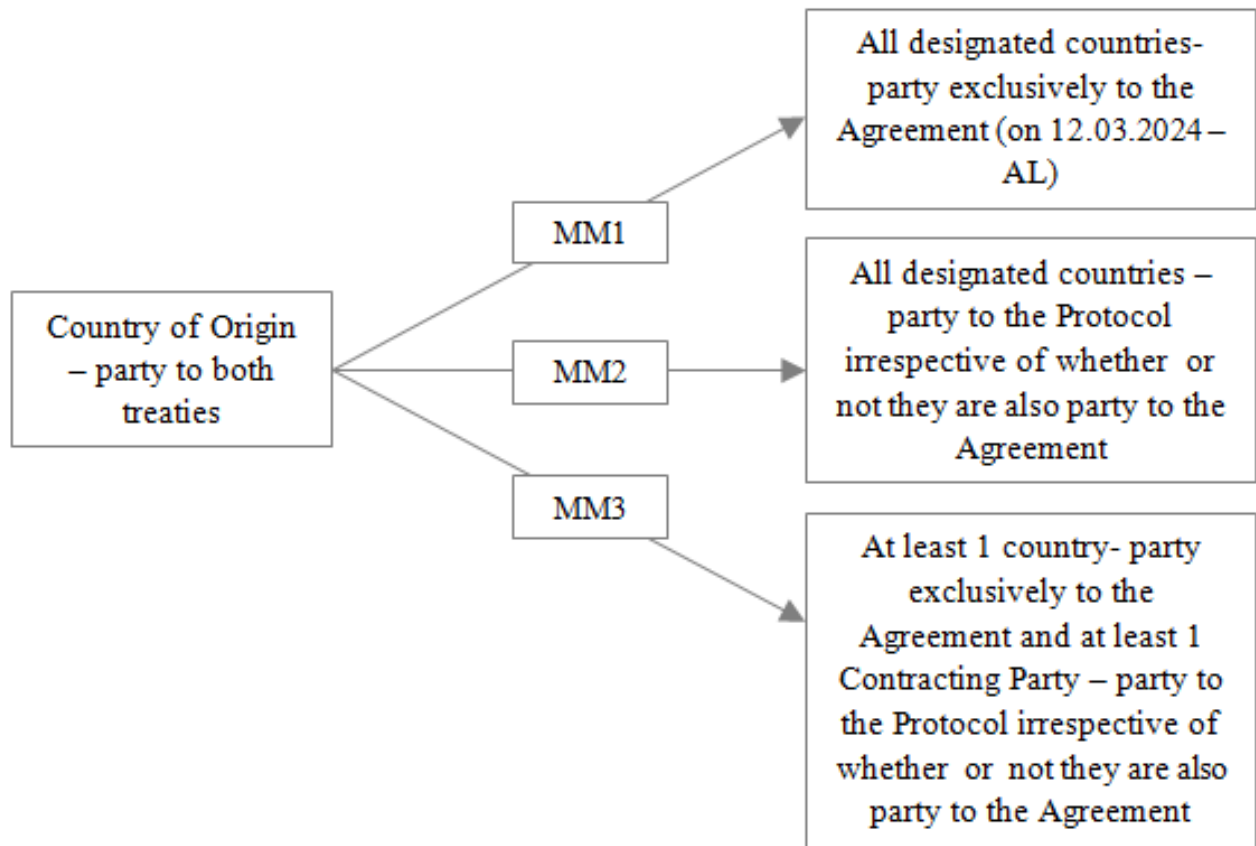 Country of Origin
– party to both
treaties
MM1
All designated countries-
party exclusively to the
Agreement (on 12.03.2024 –
AL)
MM2
All designated countries –
party to the Protocol
irrespective of whether or
not they are also party to the
Agreement
MM3
At least 1 country- party
exclusively to the
Agreement and at least 1
Contracting Party – party to
the Protocol irrespective of
whether or not they are also
party to the Agreement